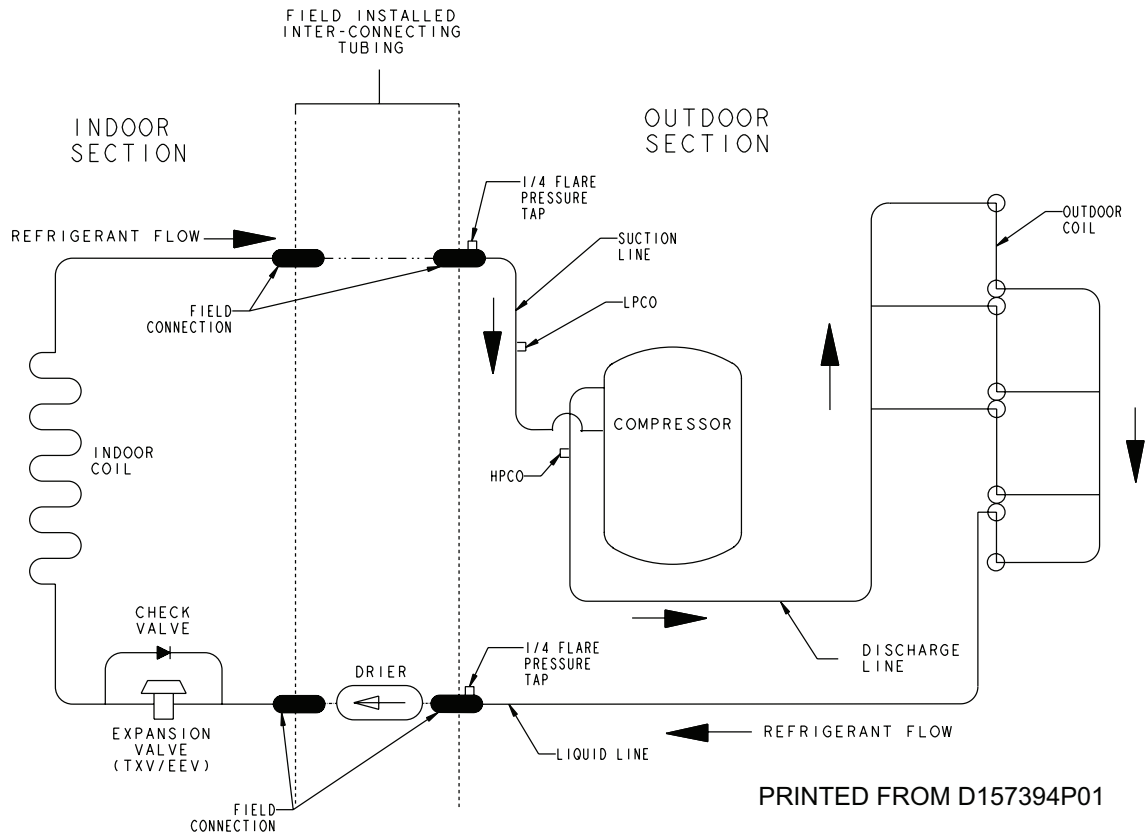 FIELD INSTALLED
INTER-CONNECTING
TUBING
INDOOR
SECTION
OUTDOOR
SECTION
1/4 FLARE
PRESSURE
TAP
OUTDOOR
COIL
REFRIGERANT FLOW
SUCTION
LINE
FIELD
CONNECTION
LPCO
COMPRESSOR
INDOOR
COIL
HPCO
CHECK
VALVE
DRIER
1/4 FLARE
PRESSURE
TAP
DISCHARGE
LINE
EXPANSION
VALVE
(TXV/EEV)
LIQUID LINE
REFRIGERANT FLOW
FIELD
CONNECTION
PRINTED FROM D157394P01